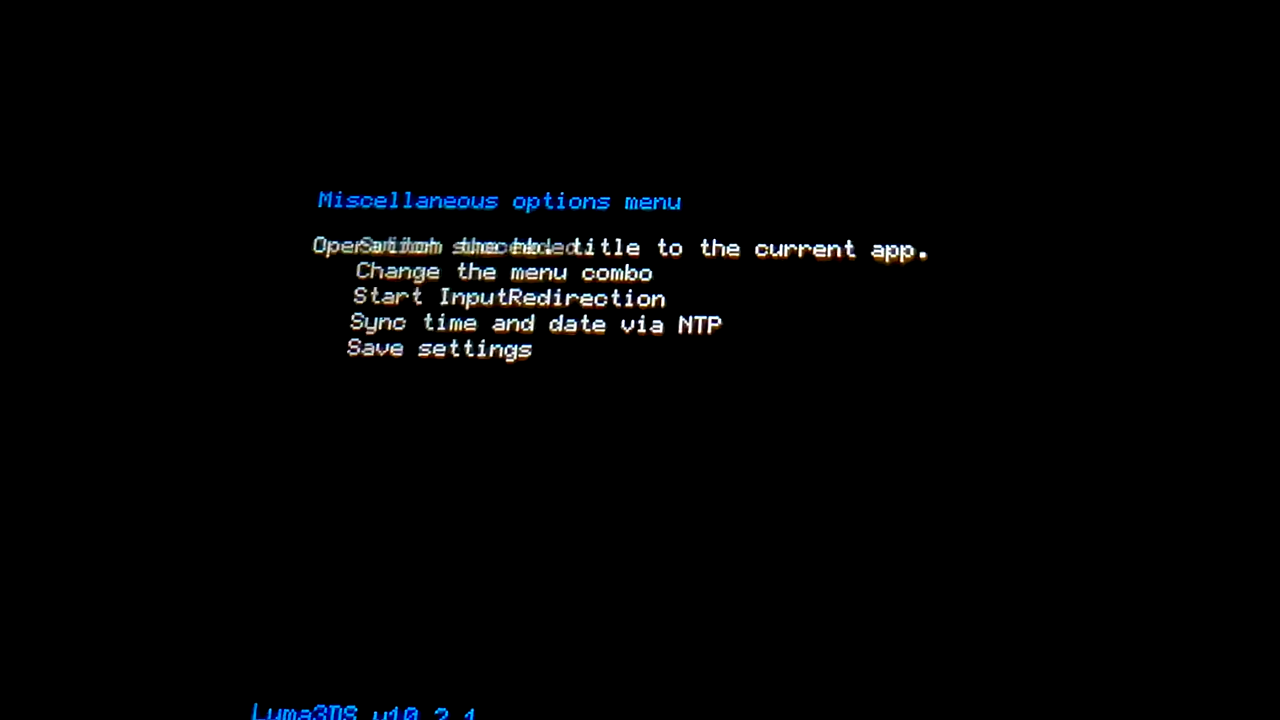 Miscellaneous options menu
title to the current app.
Change the menu combo
Start InputRedirection
Sync time and date via NTP
Save settings
Luma3DS v10.2.1